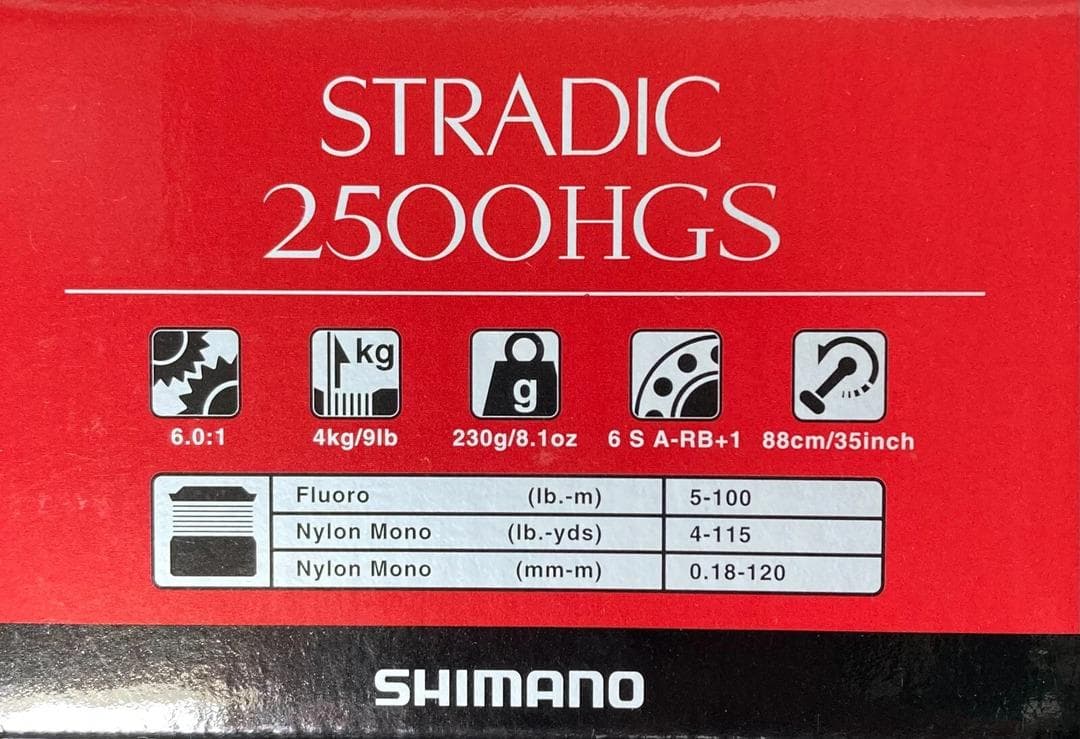 STRADIC
2500HGS
kg
g
6.0:1 4kg/9lb 230g/8.1oz 6 S A-RB+1 88cm/35inch
Fluoro (lb.-m) 5-100
Nylon Mono (lb.-yds) 4-115
Nylon Mono (mm-m) 0.18-120
SHIMANO